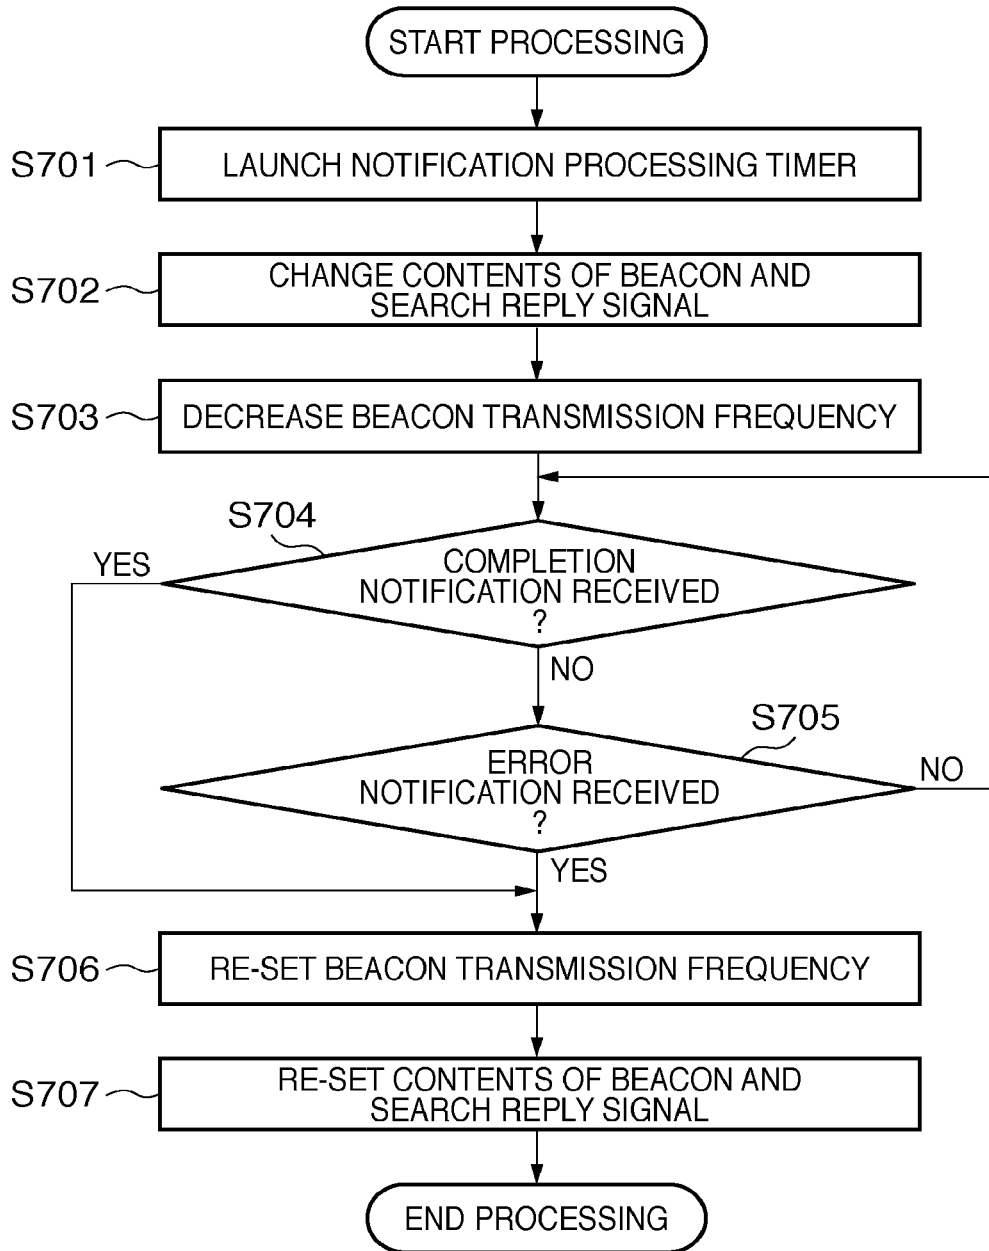 START PROCESSING
S701
LAUNCH NOTIFICATION PROCESSING TIMER
S702
CHANGE CONTENTS OF BEACON AND
SEARCH REPLY SIGNAL
S703
DECREASE BEACON TRANSMISSION FREQUENCY
S704
YES
COMPLETION
NOTIFICATION RECEIVED
?
NO
S705
ERROR
NOTIFICATION RECEIVED
?
NO
YES
S706
RE-SET BEACON TRANSMISSION FREQUENCY
S707
RE-SET CONTENTS OF BEACON AND
SEARCH REPLY SIGNAL
END PROCESSING